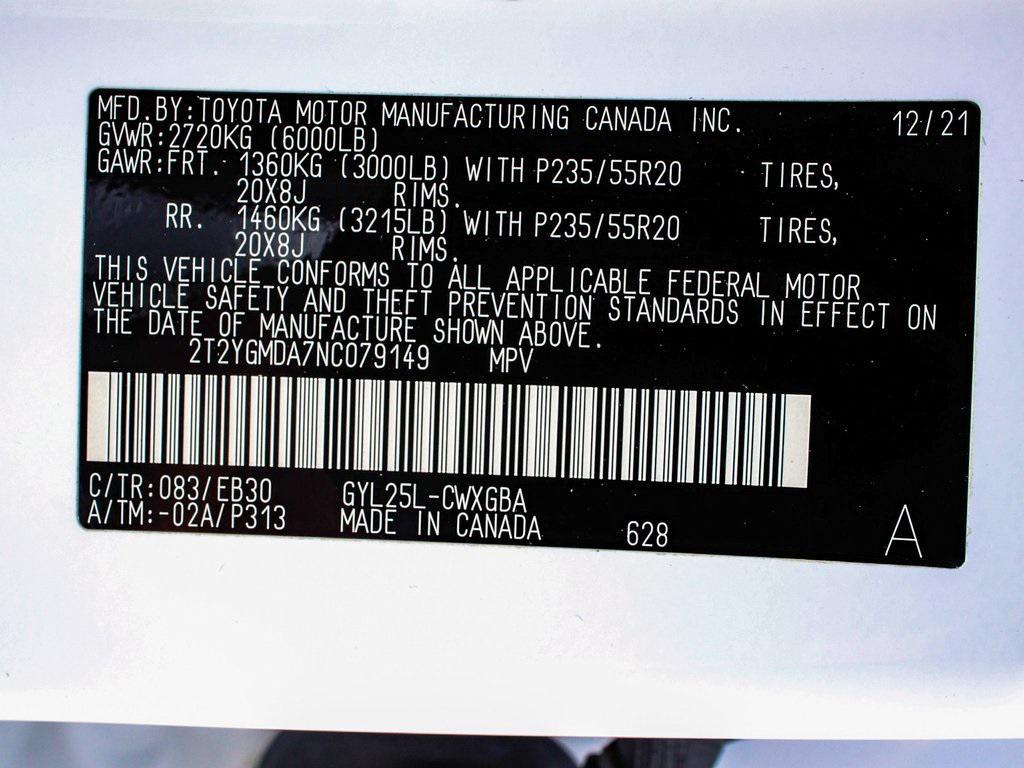 MFD.BY:TOYOTA MOTOR MANUFACTURING CANADA INC. 12/21
GVWR:2720KG (6000LB)
GAWR:FRT. 1360KG (3000LB) WITH P235/55R20 TIRES,
20X8J RIMS.
RR. 1460KG (3215LB) WITH P235/55R20 TIRES,
20X8J RIMS.
THIS VEHICLE CONFORMS TO ALL APPLICABLE FEDERAL MOTOR
VEHICLE SAFETY AND THEFT PREVENTION STANDARDS IN EFFECT ON
THE DATE OF MANUFACTURE SHOWN ABOVE.
2T2YGMDA7NC079149 MPV
C/TR:083/EB30 GYL25L-CWXGBA
A/TM:-02A/P313 MADE IN CANADA 628 A